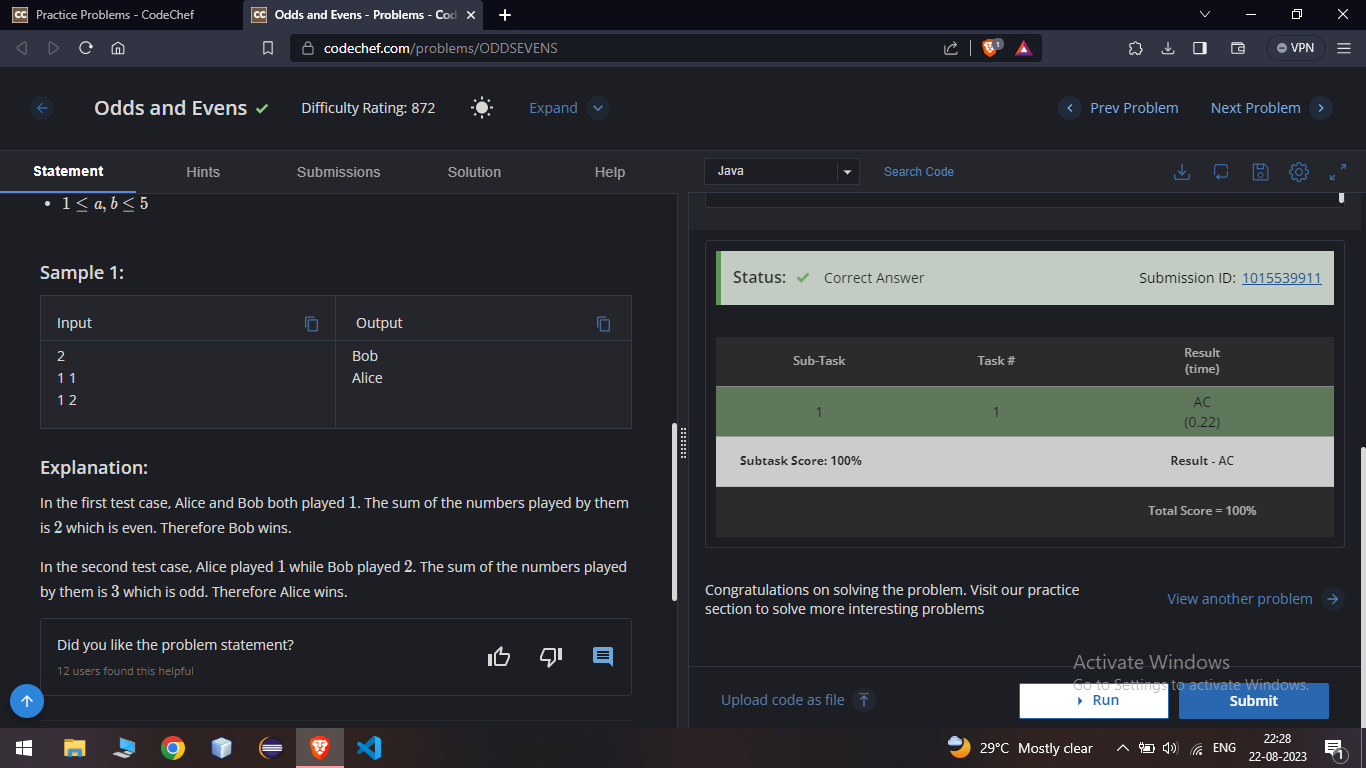 Practice Problems - CodeChef
Odds and Evens - Problems - Cod
codechef.com/problems/ODDSEVENS
1
VPN
Odds and Evens
Difficulty Rating: 872
Expand
Prev Problem
Next Problem
Statement
Hints
Submissions
Solution
Help
Java
Search Code
• 1 ≤ a, b ≤ 5
Sample 1:
Input
Output
2
1 1
1 2
Bob
Alice
Explanation:
In the first test case, Alice and Bob both played 1. The sum of the numbers played by them
is 2 which is even. Therefore Bob wins.
In the second test case, Alice played 1 while Bob played 2. The sum of the numbers played
by them is 3 which is odd. Therefore Alice wins.
Did you like the problem statement?
12 users found this helpful
Status: Correct Answer
Submission ID: 1015539911
Sub-Task
Task #
Result
(time)
1
1
AC
(0.22)
Subtask Score: 100%
Result - AC
Total Score = 100%
Congratulations on solving the problem. Visit our practice
section to solve more interesting problems
View another problem
Activate Windows
Go to Settings to activate Windows.
Upload code as file
Run
Submit
29°C Mostly clear
ENG
22:28
22-08-2023
1